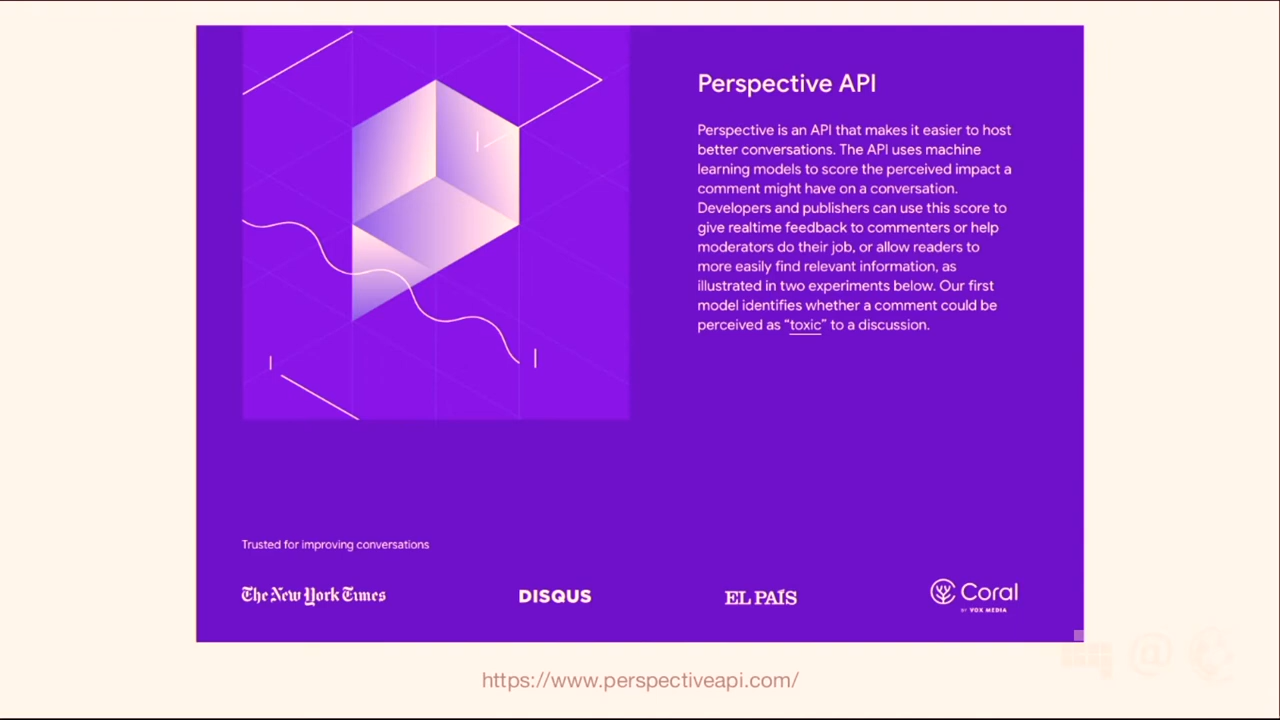 Perspective API
Perspective is an API that makes it easier to host
better conversations. The API uses machine
learning models to score the perceived impact a
comment might have on a conversation.
Developers and publishers can use this score to
give realtime feedback to commenters or help
moderators do their job, or allow readers to
more easily find relevant information, as
illustrated in two experiments below. Our first
model identifies whether a comment could be
perceived as “toxic” to a discussion.
Trusted for improving conversations
The New York Times
DISQUS
EL PAÍS
Coral
BY VOX MEDIA
https://www.perspectiveapi.com/